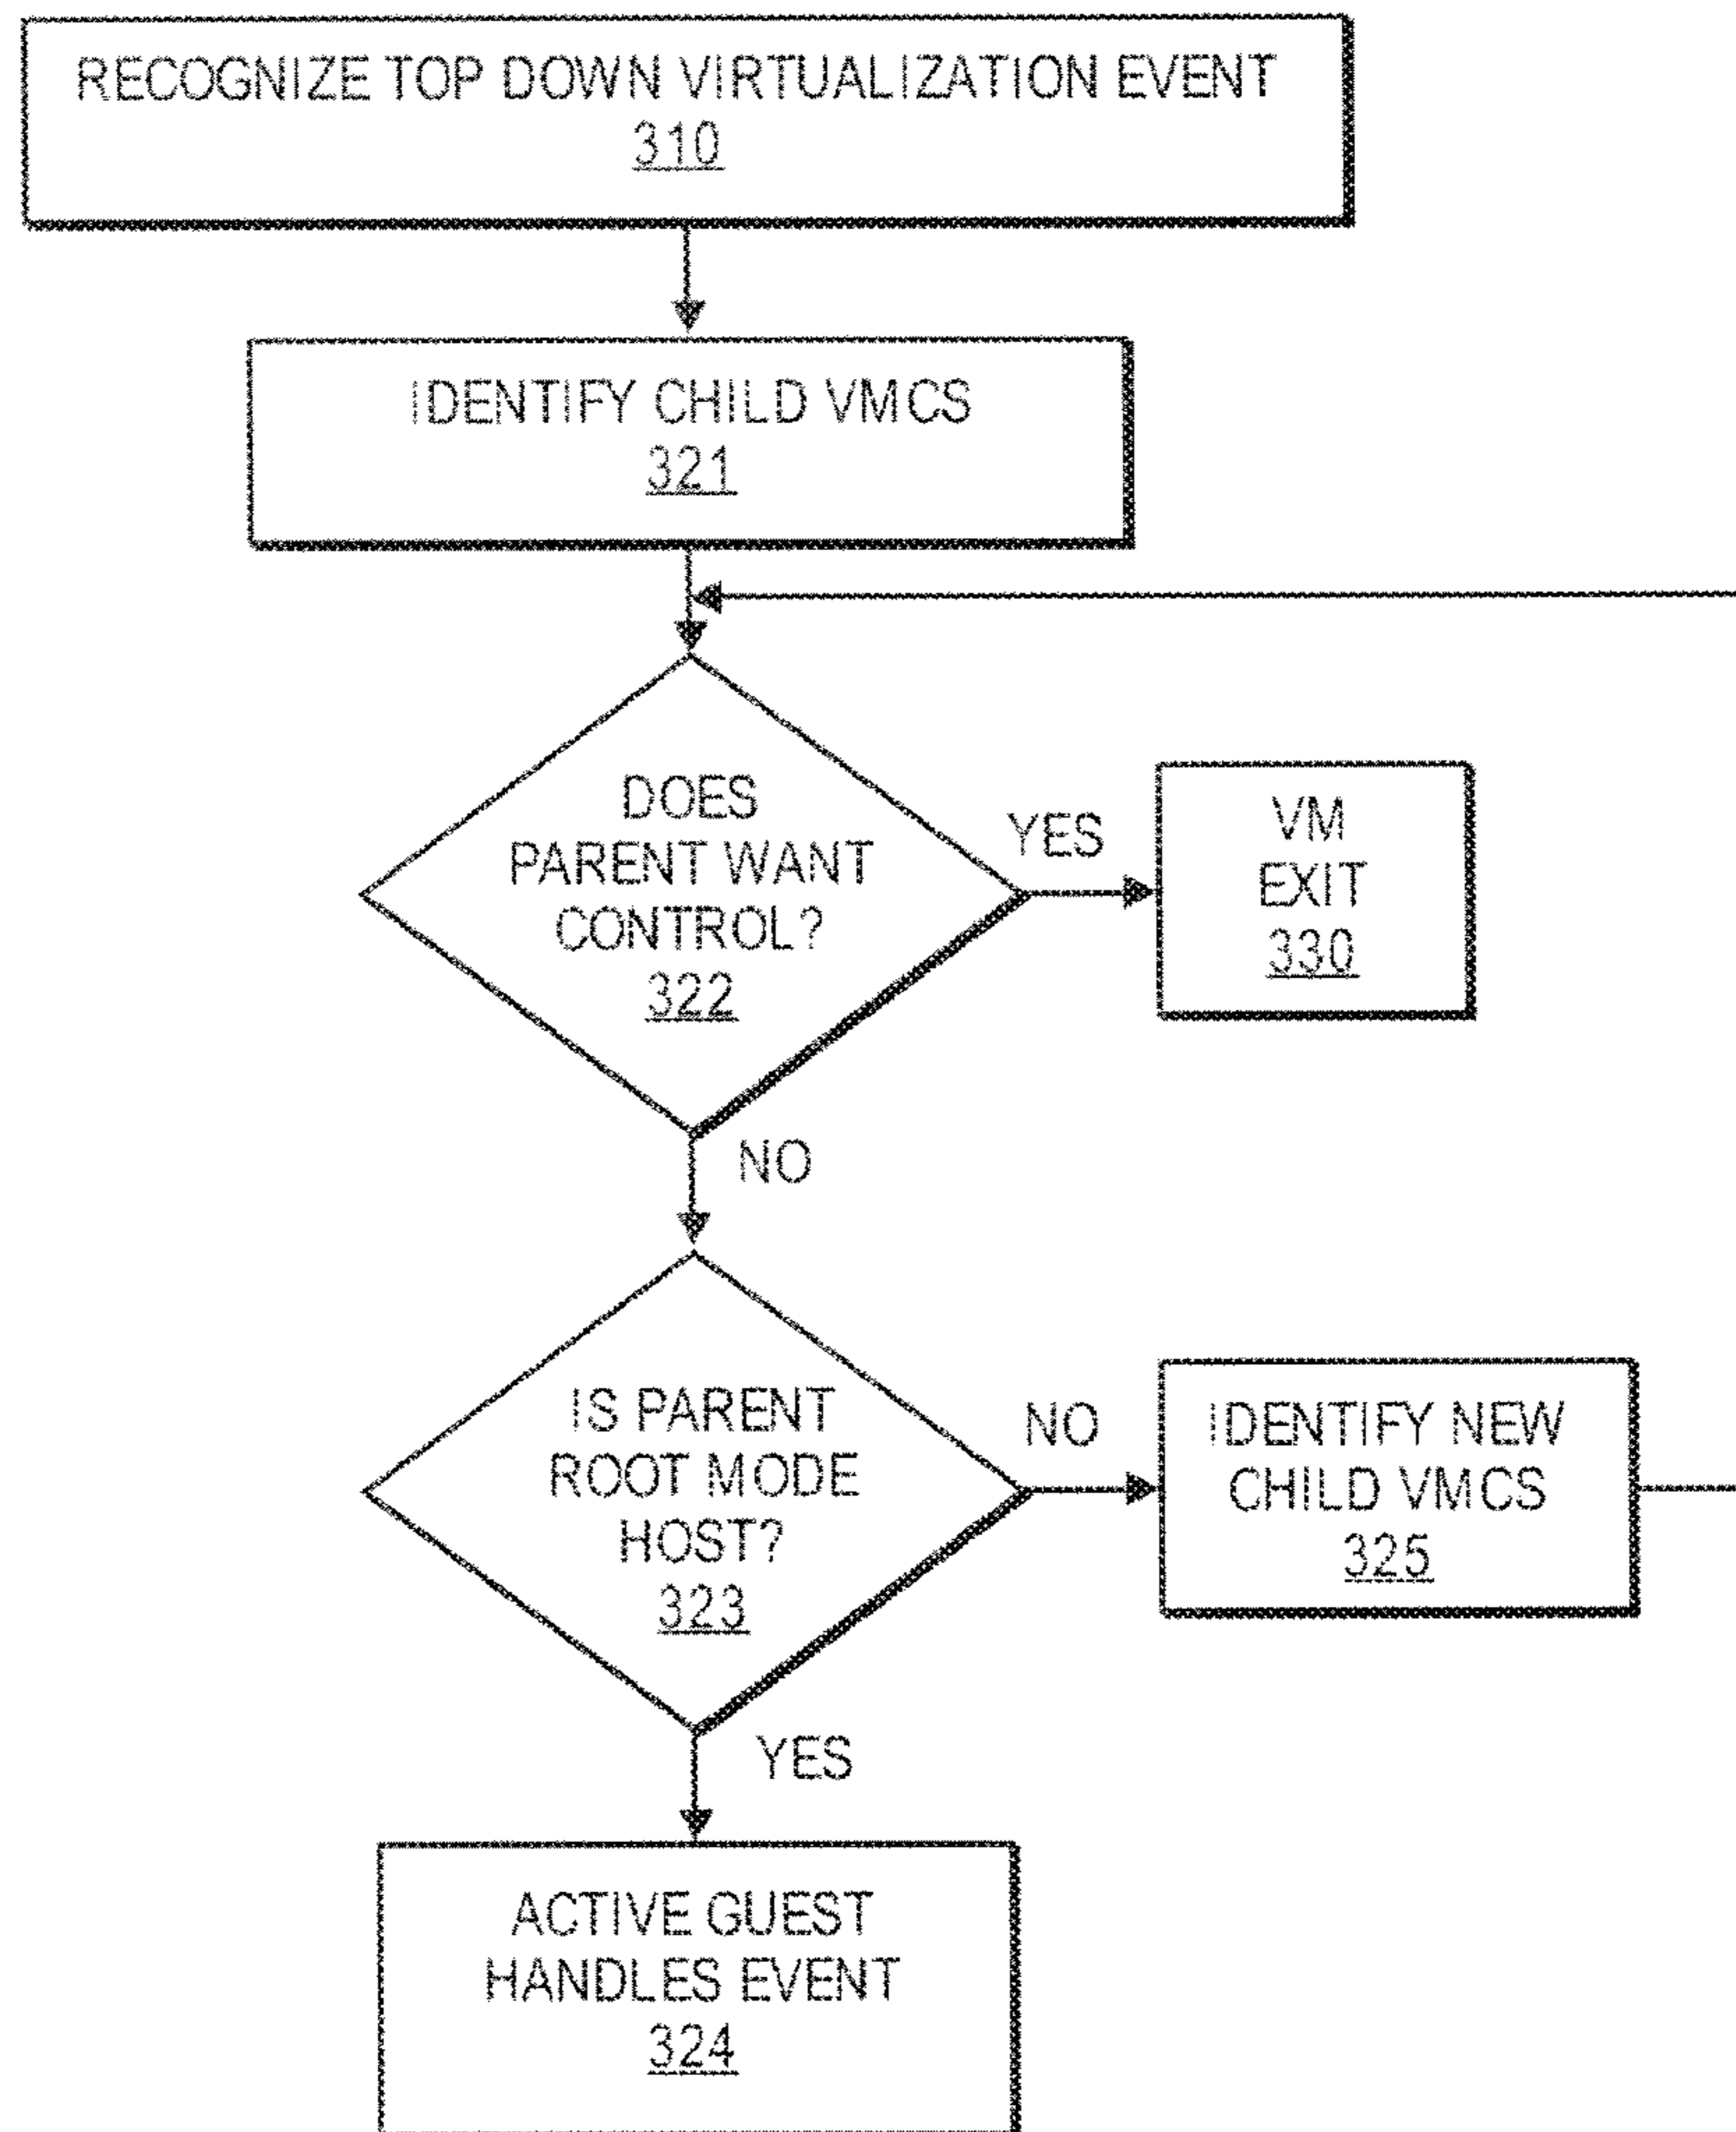 RECOGNIZE TOP DOWN VIRTUALIZATION EVENT
310
IDENTIFY CHILD VMCS
321
DOES
PARENT WANT
CONTROL?
322
YES
VM
EXIT
330
NO
IS PARENT
ROOT MODE
HOST?
323
NO
IDENTIFY NEW
CHILD VMCS
325
YES
ACTIVE GUEST
HANDLES EVENT
324